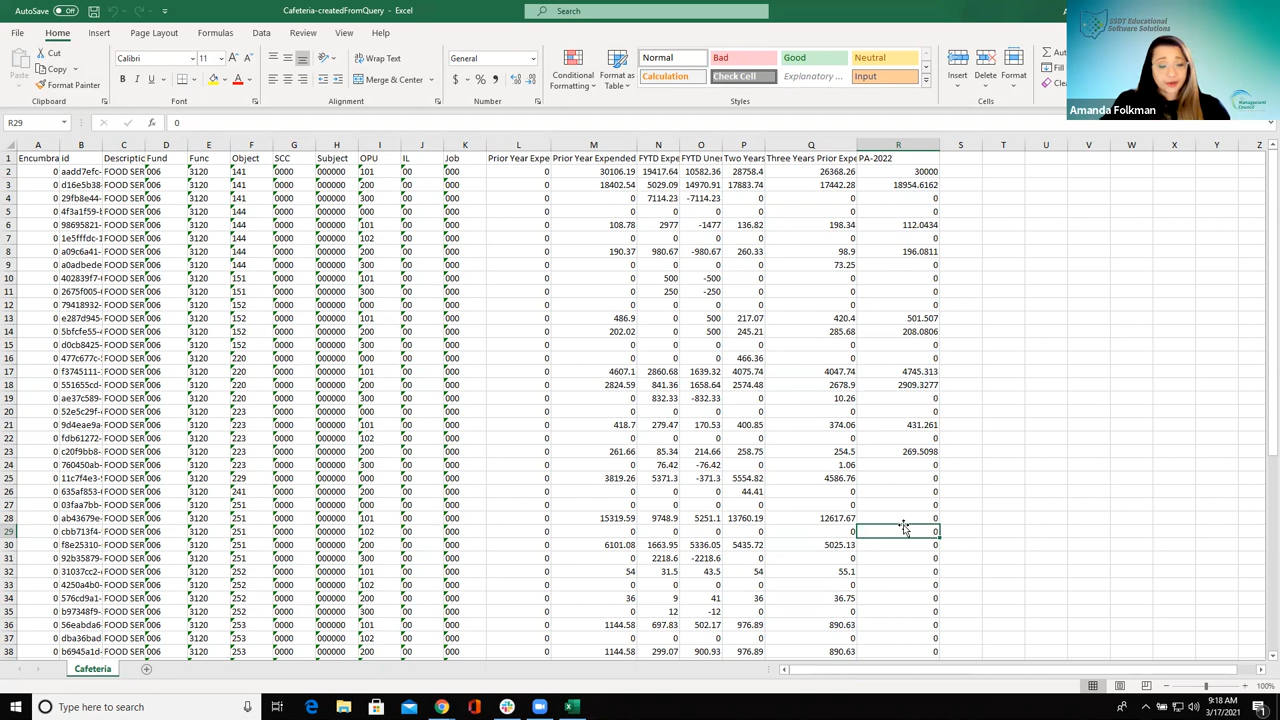 AutoSave Off
Cafeteria-createdFromQuery - Excel
Search
File Home Insert Page Layout Formulas Data Review View Help
Paste
Cut
Copy
Format Painter
Clipboard
Calibri 11
B I U
Font
Wrap Text
Merge & Center
Alignment
General
Number
Conditional Formatting
Format as Table
Normal Bad Good Neutral
Calculation Check Cell Explanatory ... Input
Styles
Insert Delete Format
Cells
SSDT Educational
Software Solutions
Management
Council
Amanda Folkman
R29 fx 0
A B C D E F G H I J K L M N O P Q R S T U V W X Y Z
1 Encumbra id Descriptic Fund Func Object SCC Subject OPU IL Job Prior Year Expe Prior Year Expended FYTD Expe FYTD Une Two Years Three Years Prior Expe PA-2022
2 0 aadd7efc- FOOD SER 006 3120 141 0000 000000 101 00 000 0 30106.19 19417.64 10582.36 28758.4 26368.26 30000
3 0 d16e5b38- FOOD SER 006 3120 141 0000 000000 200 00 000 0 18402.54 5029.09 14970.91 17883.74 17442.28 18954.6162
4 0 29fb8e44- FOOD SER 006 3120 141 0000 000000 300 00 000 0 0 7114.23 -7114.23 0 0 0
5 0 4f3a1f59- FOOD SER 006 3120 144 0000 000000 000 00 000 0 0 0 0 0 0 0
6 0 98695821- FOOD SER 006 3120 144 0000 000000 101 00 000 0 108.78 2977 -1477 136.82 198.34 112.0434
7 0 1e5fffdc-1 FOOD SER 006 3120 144 0000 000000 102 00 000 0 0 0 0 0 0 0
8 0 a09c6a41- FOOD SER 006 3120 144 0000 000000 200 00 000 0 190.37 980.67 -980.67 260.33 98.9 196.0811
9 0 a0adbede FOOD SER 006 3120 144 0000 000000 300 00 000 0 0 0 0 0 73.25 0
10 0 402839f7- FOOD SER 006 3120 151 0000 000000 101 00 000 0 0 500 -500 0 0 0
11 0 2675f005- FOOD SER 006 3120 151 0000 000000 300 00 000 0 0 250 -250 0 0 0
12 0 79418932- FOOD SER 006 3120 152 0000 000000 000 00 000 0 0 0 0 0 0 0
13 0 e287d945- FOOD SER 006 3120 152 0000 000000 101 00 000 0 486.9 0 500 217.07 420.4 501.507
14 0 5bfcfe55- FOOD SER 006 3120 152 0000 000000 200 00 000 0 202.02 0 500 245.21 285.68 208.0806
15 0 d0cb8425- FOOD SER 006 3120 152 0000 000000 300 00 000 0 0 0 0 0 0 0
16 0 477c677c- FOOD SER 006 3120 220 0000 000000 000 00 000 0 0 0 0 466.36 0 0
17 0 f3745111- FOOD SER 006 3120 220 0000 000000 101 00 000 0 4607.1 2860.68 1639.32 4075.74 4047.74 4745.313
18 0 551655cd- FOOD SER 006 3120 220 0000 000000 200 00 000 0 2824.59 841.36 1658.64 2574.48 2678.9 2909.3277
19 0 ae37c589- FOOD SER 006 3120 220 0000 000000 300 00 000 0 0 832.33 -832.33 0 10.26 0
20 0 52e5c29f- FOOD SER 006 3120 223 0000 000000 000 00 000 0 0 0 0 0 0 0
21 0 9d4eae9a- FOOD SER 006 3120 223 0000 000000 101 00 000 0 418.7 279.47 170.53 400.85 374.06 431.261
22 0 fdb61272- FOOD SER 006 3120 223 0000 000000 102 00 000 0 0 0 0 0 0 0
23 0 c20f9bb8- FOOD SER 006 3120 223 0000 000000 200 00 000 0 261.66 85.34 214.66 258.75 254.5 269.5098
24 0 760450ab- FOOD SER 006 3120 223 0000 000000 300 00 000 0 0 76.42 -76.42 0 1.06 0
25 0 11c7f4e3- FOOD SER 006 3120 229 0000 000000 000 00 000 0 3819.26 5371.3 -371.3 5554.82 4586.76 0
26 0 635af853- FOOD SER 006 3120 241 0000 000000 200 00 000 0 0 0 0 44.41 0 0
27 0 03faa7bb- FOOD SER 006 3120 251 0000 000000 000 00 000 0 0 0 0 0 0 0
28 0 ab43679e- FOOD SER 006 3120 251 0000 000000 101 00 000 0 15319.59 9748.9 5251.1 13760.19 12617.67 0
29 0 cbb713f4- FOOD SER 006 3120 251 0000 000000 102 00 000 0 0 0 0 0 0 0
30 0 f8e25310- FOOD SER 006 3120 251 0000 000000 200 00 000 0 6101.08 1663.95 5336.05 5435.72 5025.13 0
31 0 92b35879- FOOD SER 006 3120 251 0000 000000 300 00 000 0 0 2218.6 -2218.6 0 0 0
32 0 31037cc2- FOOD SER 006 3120 252 0000 000000 101 00 000 0 54 31.5 43.5 54 55.1 0
33 0 4250a4b0- FOOD SER 006 3120 252 0000 000000 102 00 000 0 0 0 0 0 0 0
34 0 576cd9a1- FOOD SER 006 3120 252 0000 000000 200 00 000 0 36 9 41 36 36.75 0
35 0 b97348f9- FOOD SER 006 3120 252 0000 000000 300 00 000 0 0 12 -12 0 0 0
36 0 56eabda6- FOOD SER 006 3120 253 0000 000000 101 00 000 0 1144.58 697.83 502.17 976.89 890.63 0
37 0 dba36bad FOOD SER 006 3120 253 0000 000000 102 00 000 0 0 0 0 0 0 0
38 0 b6945a1d- FOOD SER 006 3120 253 0000 000000 200 00 000 0 1144.58 299.07 900.93 976.89 890.63 0
Cafeteria
100%
Type here to search
9:18 AM
3/17/2021